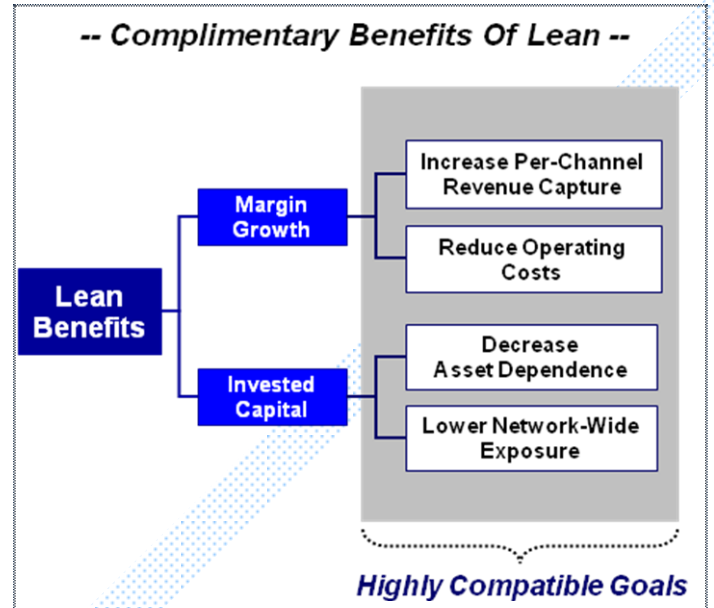 -- Complimentary Benefits Of Lean --
Increase Per-Channel
Revenue Capture
Margin
Growth
Reduce Operating
Costs
Lean
Benefits
Decrease
Asset Dependence
Invested
Capital
Lower Network-Wide
Exposure
Highly Compatible Goals